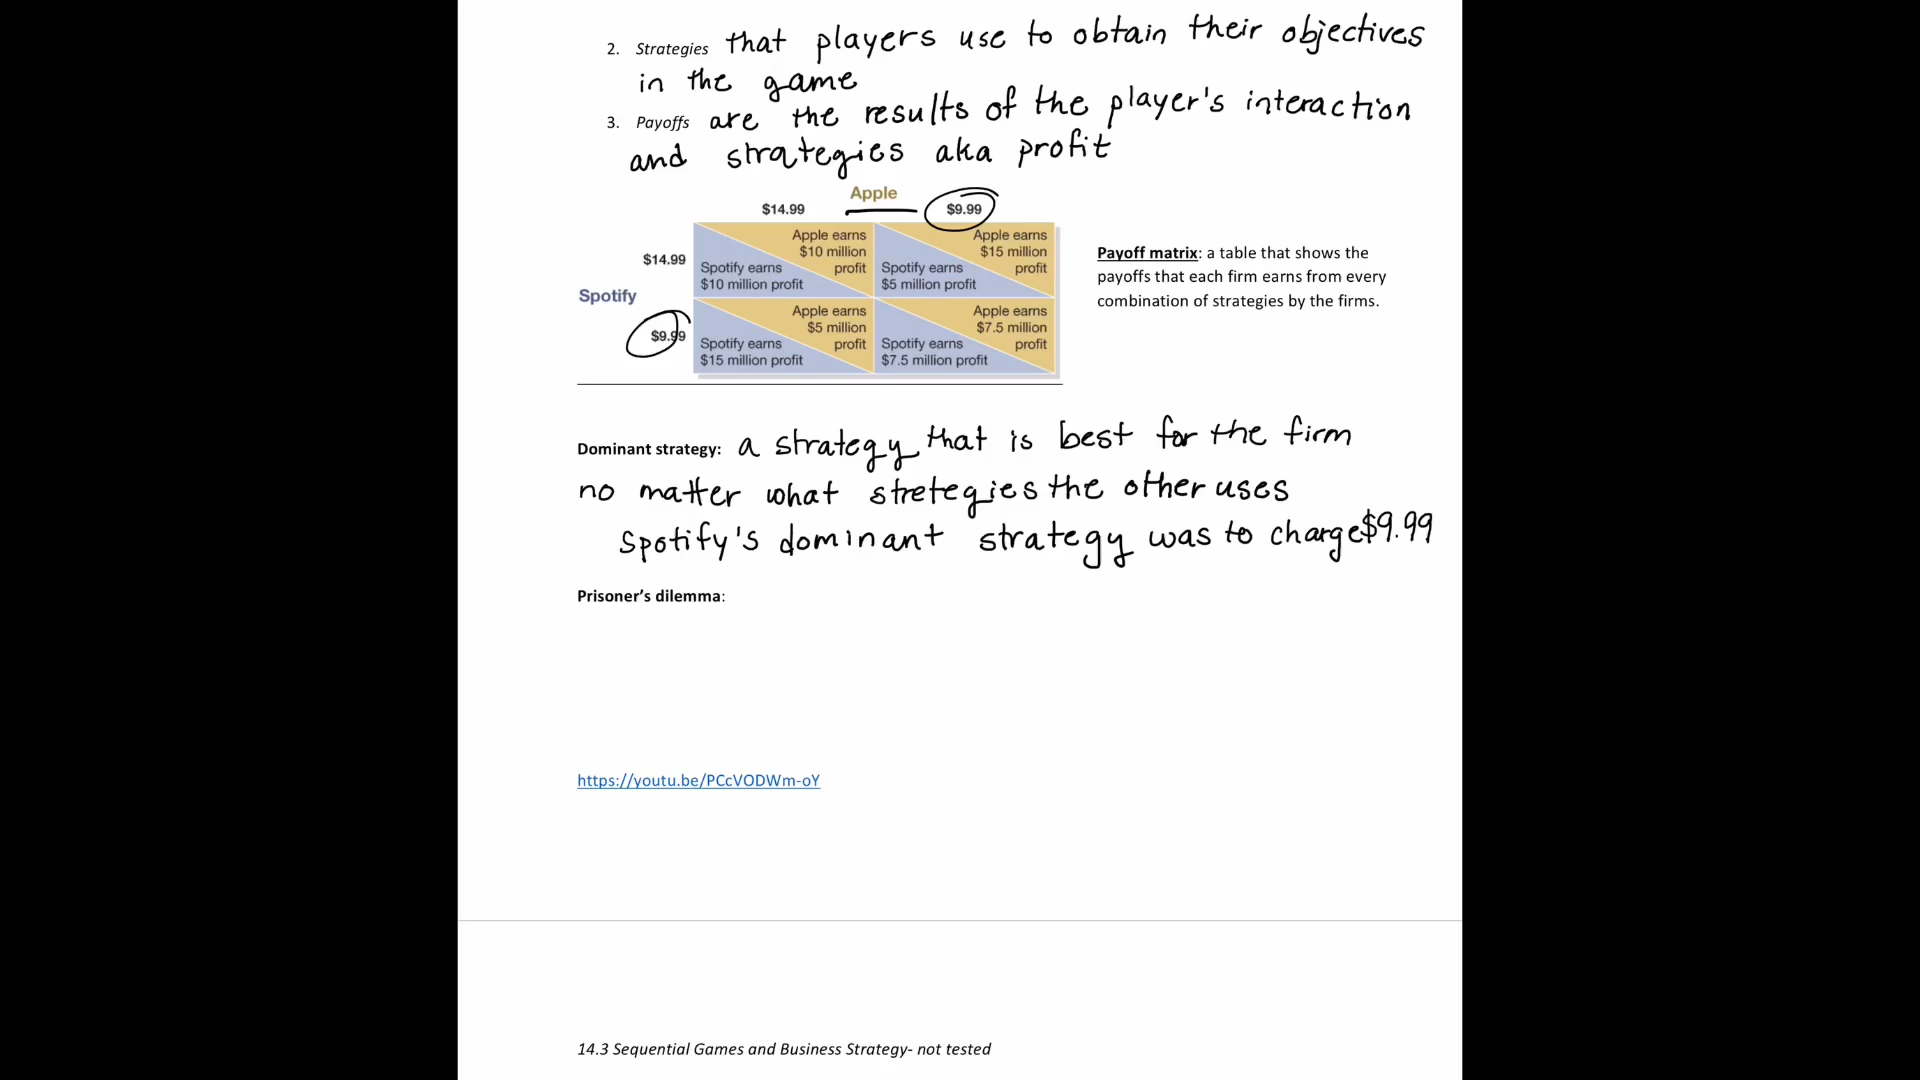 2. Strategies that players use to obtain their objectives
in the game
3. Payoffs are the results of the player's interaction
and strategies aka profit
Apple
$14.99 $9.99
$14.99
Apple earns
$10 million
profit
Spotify earns
$10 million profit
Apple earns
$15 million
profit
Spotify earns
$5 million profit
Spotify
$9.99
Apple earns
$5 million
profit
Spotify earns
$15 million profit
Apple earns
$7.5 million
profit
Spotify earns
$7.5 million profit
Payoff matrix: a table that shows the
payoffs that each firm earns from every
combination of strategies by the firms.
Dominant strategy: a strategy that is best for the firm
no matter what stretegies the other uses
Spotify's dominant strategy was to charge $9.99
Prisoner's dilemma:
https://youtu.be/PCcVODWm-oY
14.3 Sequential Games and Business Strategy- not tested